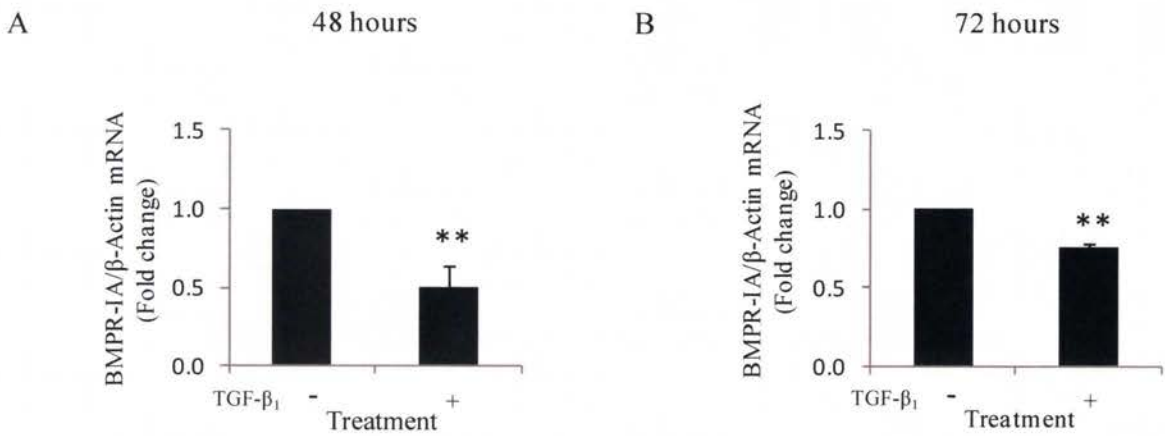 A
48 hours
BMPR-IA/β-Actin mRNA
(Fold change)
1.5
1.0
0.5
0.0
**
TGF-β₁ - +
Treatment
B
72 hours
BMPR-IA/β-Actin mRNA
(Fold change)
1.5
1.0
0.5
0.0
**
TGF-β₁ - +
Treatment